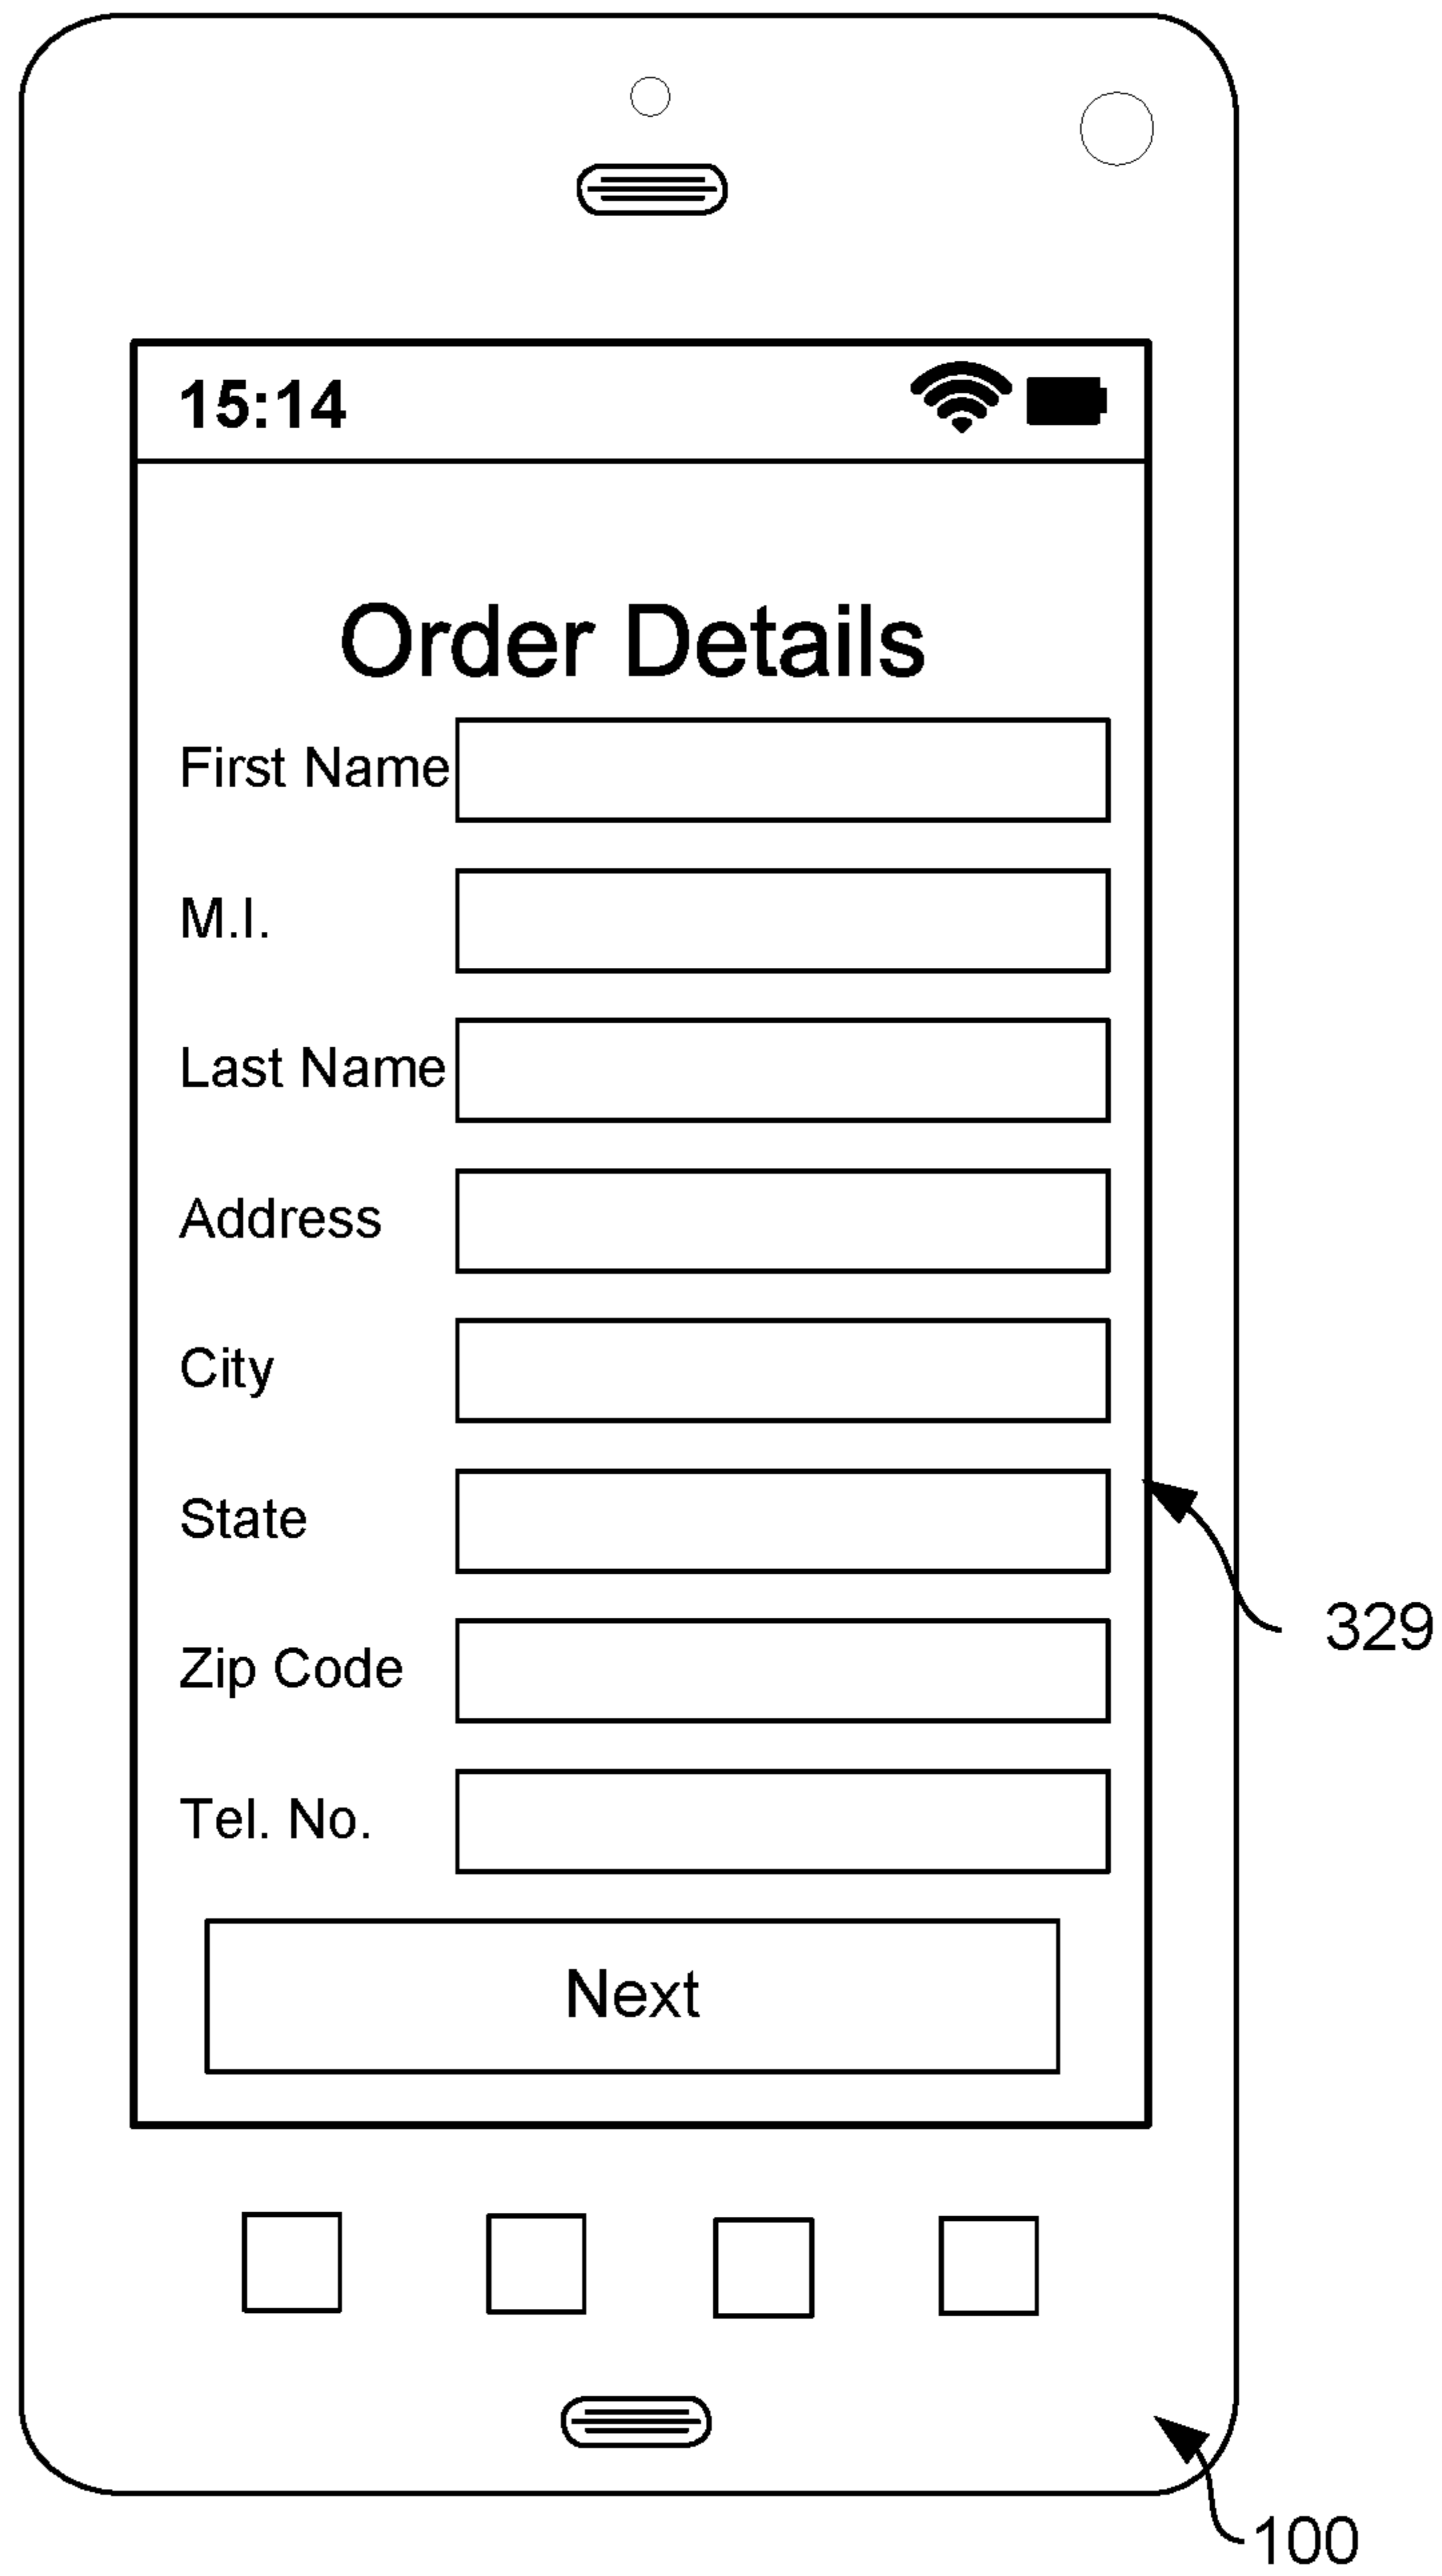 15:14
Order Details
First Name
M.I.
Last Name
Address
City
State
329
Zip Code
Tel. No.
Next
100